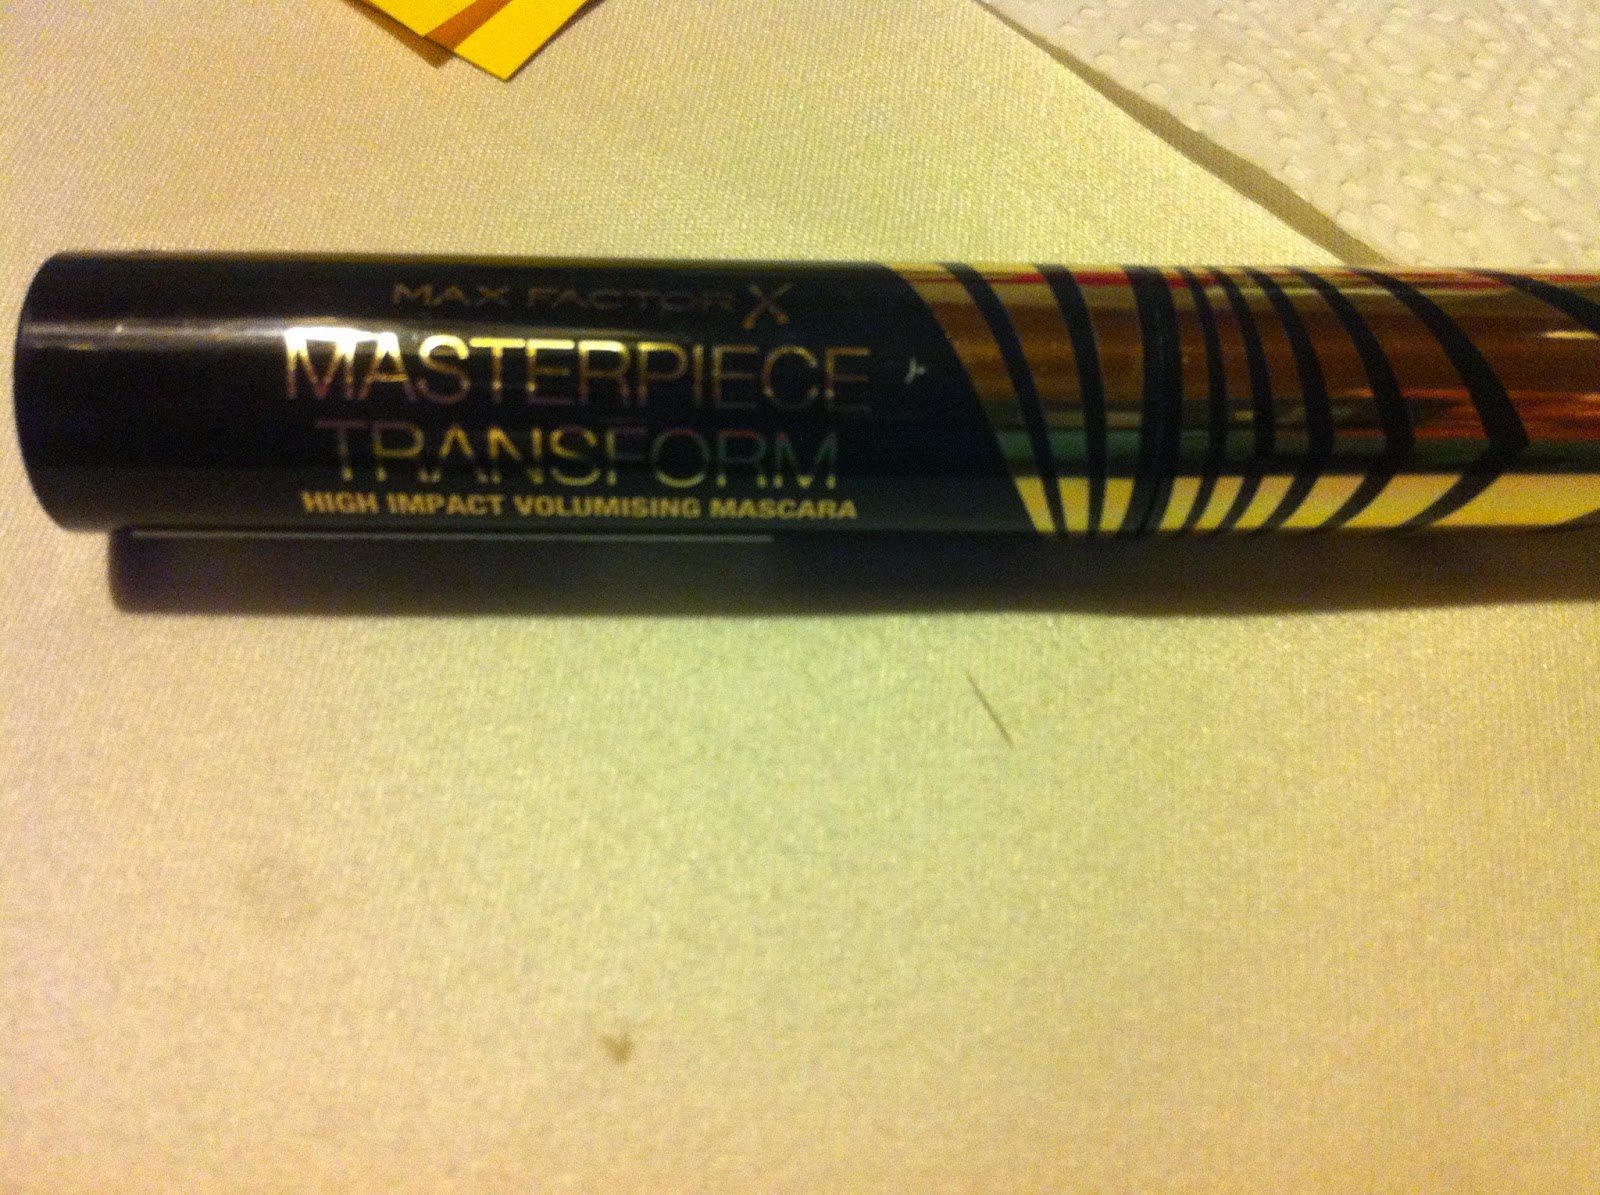 MAX FACTOR X
MASTERPIECE
TRANSFORM
HIGH IMPACT VOLUMISING MASCARA